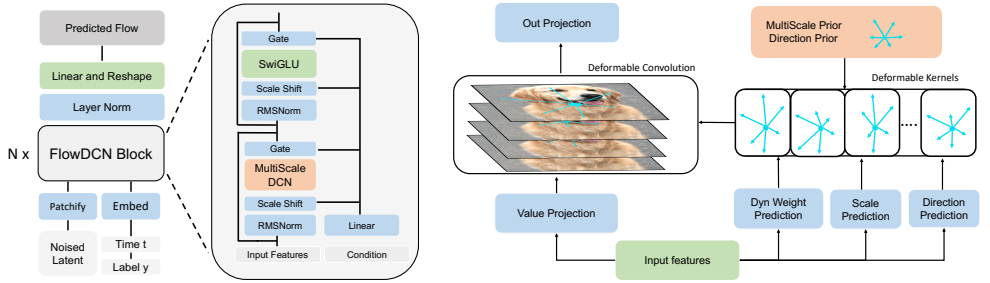 Predicted Flow
Linear and Reshape
Layer Norm
N x
FlowDCN Block
Patchify
Embed
Noised
Latent
Time t
Label y
Gate
SwiGLU
Scale Shift
RMSNorm
Gate
MultiScale
DCN
Scale Shift
RMSNorm
Linear
Input Features
Condition
Out Projection
MultiScale Prior
Direction Prior
Deformable Convolution
Deformable Kernels
....
Value Projection
Dyn Weight
Prediction
Scale
Prediction
Direction
Prediction
Input features